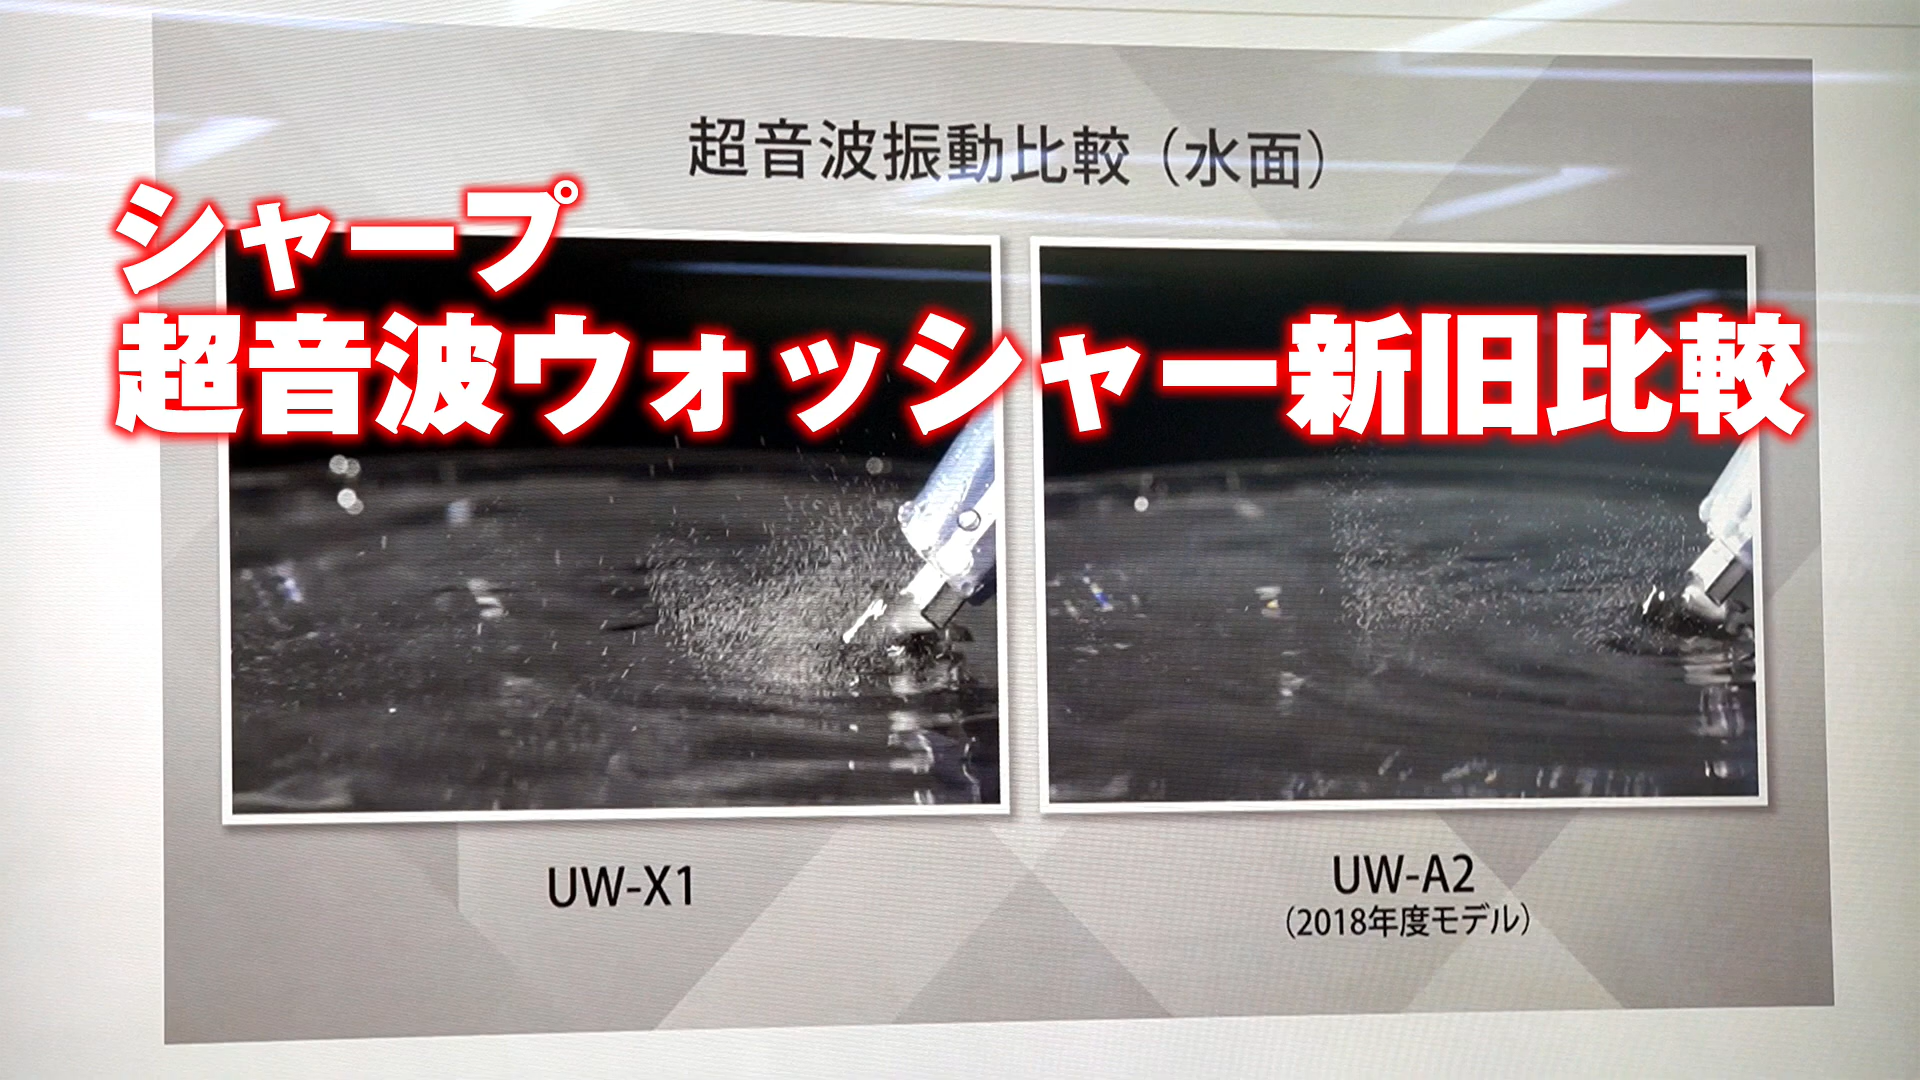 超音波振動比較（水面）
シャープ
超音波ウォッシャー新旧比較
UW-X1
UW-A2
（2018年度モデル）